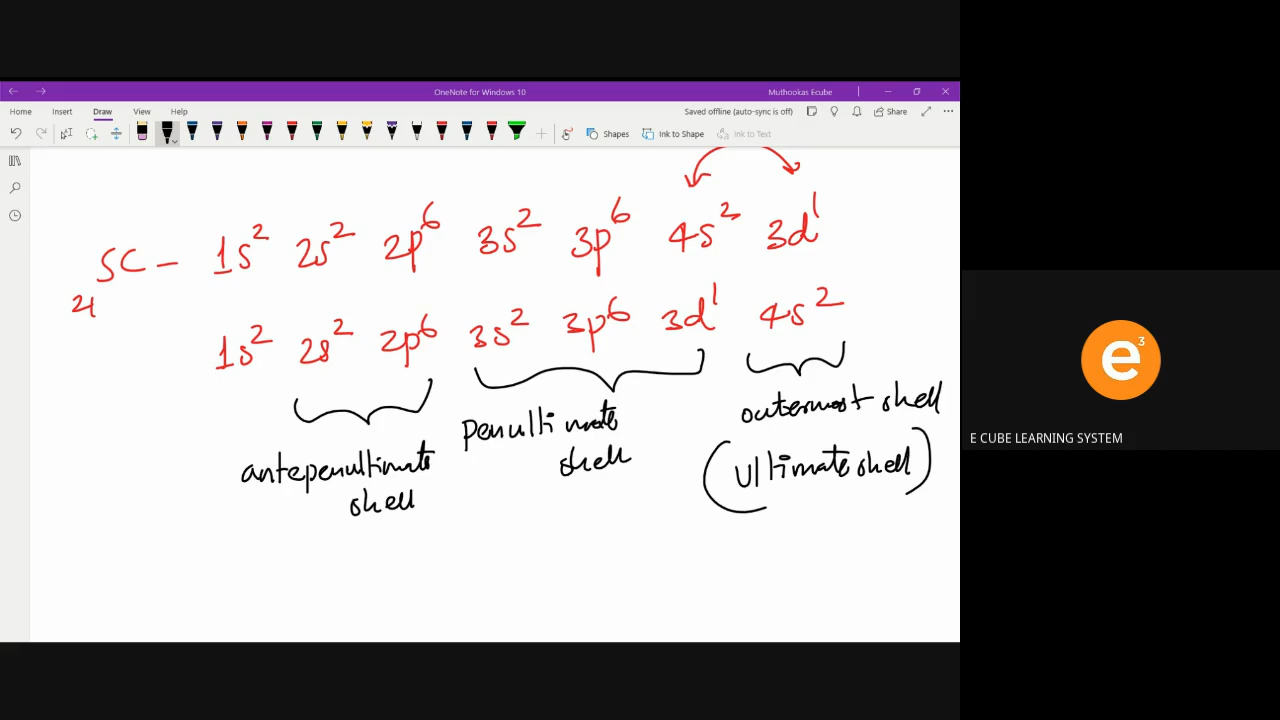 OneNote for Windows 10
Muthookas Ecube
Home Insert Draw View Help
Saved offline (auto-sync is off)
Share
Shapes
Ink to Shape
Ink to Text
21SC - 1s² 2s² 2p⁶ 3s² 3p⁶ 4s² 3d¹
1s² 2s² 2p⁶ 3s² 3p⁶ 3d¹ 4s²
antepenultimate
shell
penultimate
shell
outermost shell
(Ultimate shell)
e³
E CUBE LEARNING SYSTEM